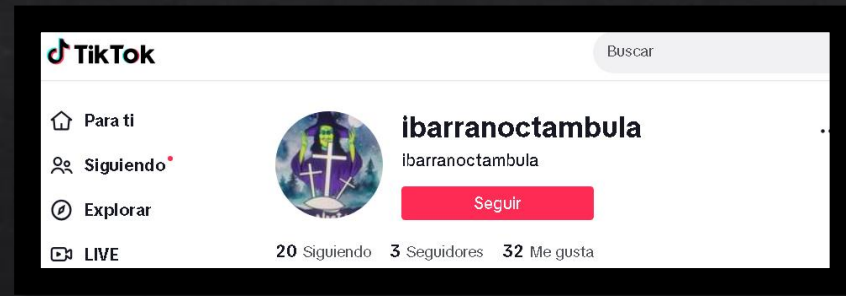 TikTok
Buscar
Para ti
Siguiendo
Explorar
LIVE
ibarranoctambula
ibarranoctambula
Seguir
20 Siguiendo 3 Seguidores 32 Me gusta